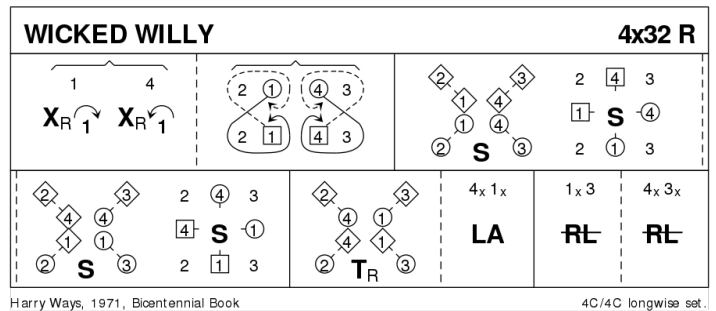 WICKED WILLY 4x32 R
1 4
XR 1 XR 1
2 1 4 3
2 1 4 3
2 3
1 4
1 4
2 S 3
2 4 3
1 S 4
2 1 3
2 3
4 4
1 1
2 S 3
2 4 3
4 S 1
2 1 3
2 3
4 1
4 1
2 TR 3
4x 1x
LA
1x 3
RL
4x 3x
RL
Harry Ways, 1971, Bicentennial Book
4C/4C longwise set.